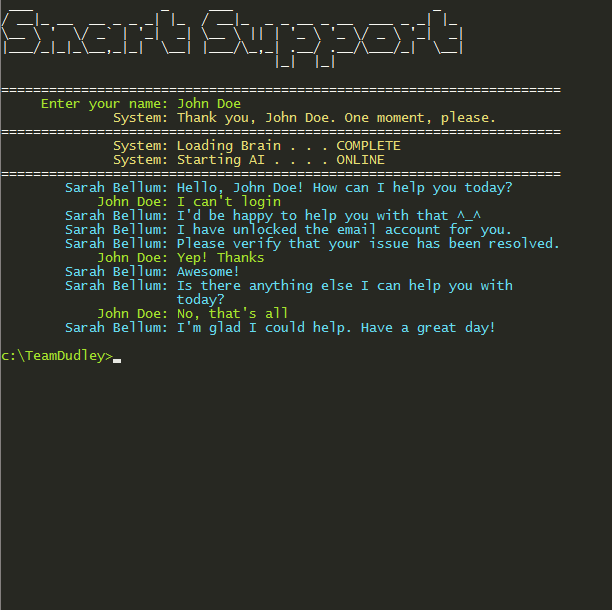 Smart Support
======================================================================
Enter your name: John Doe
System: Thank you, John Doe. One moment, please.
======================================================================
System: Loading Brain . . . COMPLETE
System: Starting AI . . . . ONLINE
======================================================================
Sarah Bellum: Hello, John Doe! How can I help you today?
John Doe: I can't login
Sarah Bellum: I'd be happy to help you with that ^_^
Sarah Bellum: I have unlocked the email account for you.
Sarah Bellum: Please verify that your issue has been resolved.
John Doe: Yep! Thanks
Sarah Bellum: Awesome!
Sarah Bellum: Is there anything else I can help you with
today?
John Doe: No, that's all
Sarah Bellum: I'm glad I could help. Have a great day!
c:\TeamDudley>